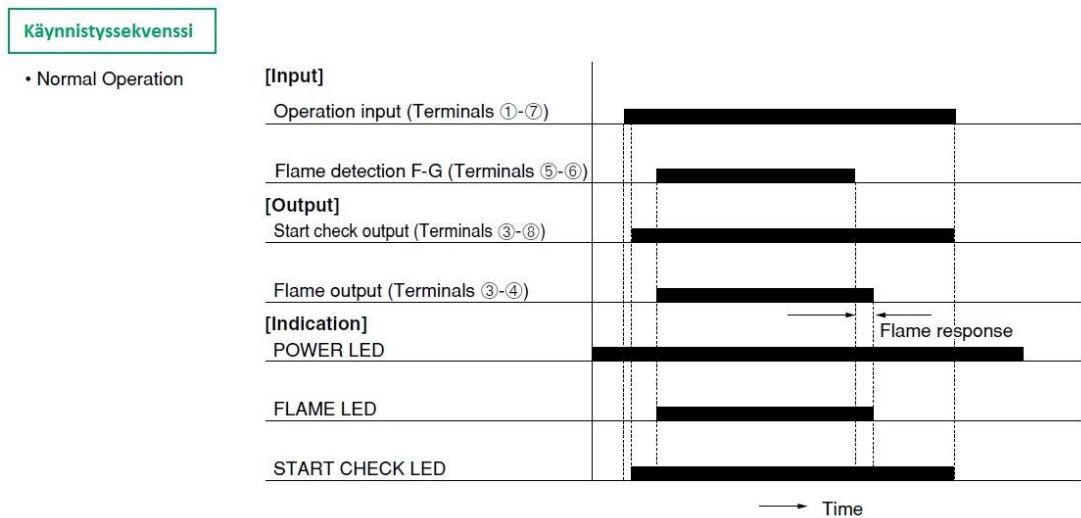 Käynnistyssekvenssi
• Normal Operation
[Input]
Operation input (Terminals ①-⑦)
Flame detection F-G (Terminals ⑤-⑥)
[Output]
Start check output (Terminals ③-⑧)
Flame output (Terminals ③-④)
[Indication]
Flame response
POWER LED
FLAME LED
START CHECK LED
Time